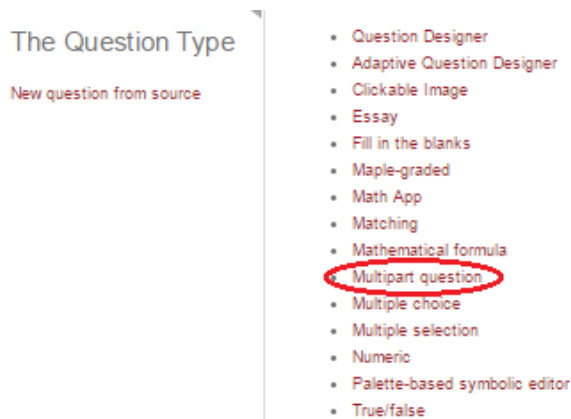 The Question Type
New question from source
Question Designer
Adaptive Question Designer
Clickable Image
Essay
Fill in the blanks
Maple-graded
Math App
Matching
Mathematical formula
Multipart question
Multiple choice
Multiple selection
Numeric
Palette-based symbolic editor
True/false